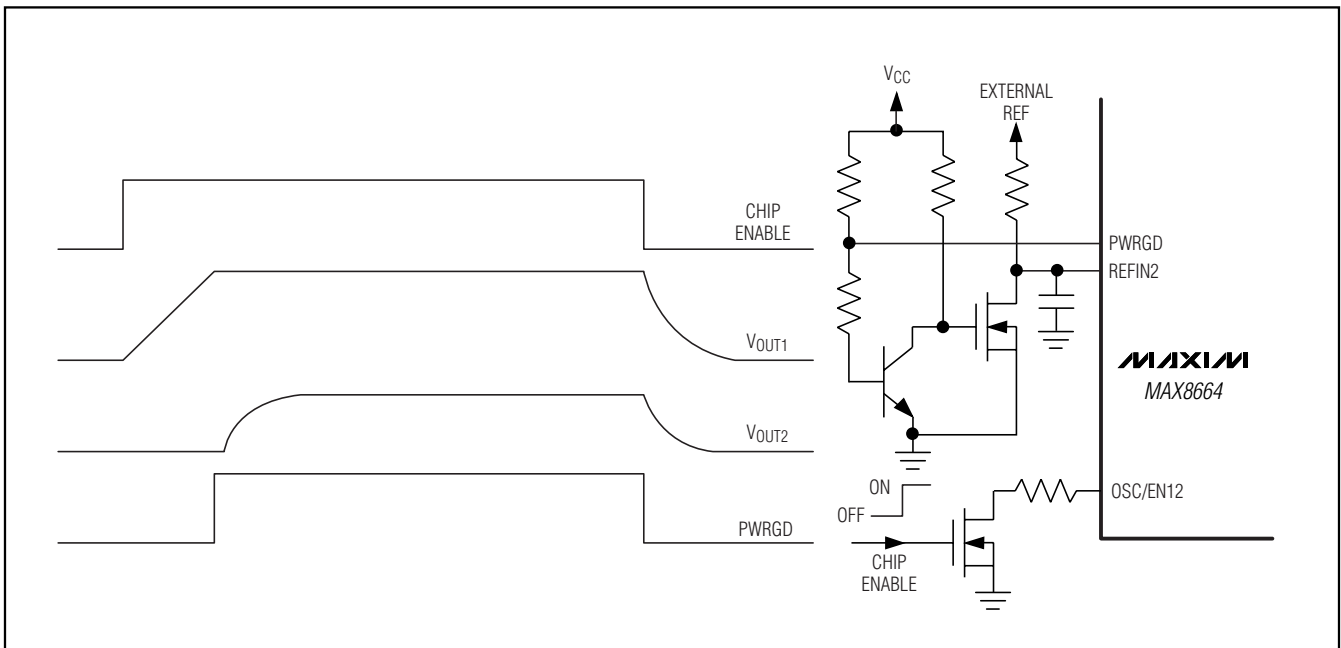 CHIP
ENABLE
VOUT1
VOUT2
PWRGD
VCC
EXTERNAL
REF
PWRGD
REFIN2
MAXIM
MAX8664
OSC/EN12
ON
OFF
CHIP
ENABLE